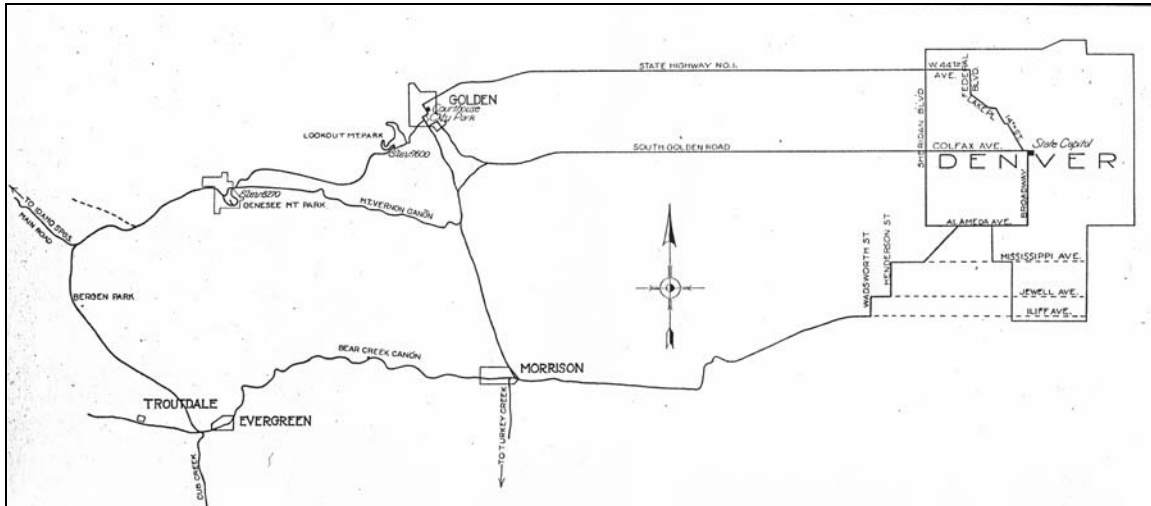 STATE HIGHWAY NO. 1.
W. 44TH
AVE.
FEDERAL
BLVD.
LAKE PL.
14TH ST.
SHERIDAN BLVD.
GOLDEN
Courthouse
City Park
LOOKOUT MT. PARK
SOUTH GOLDEN ROAD
COLFAX AVE.
State Capitol
DENVER
BROADWAY
GENESEE MT PARK
MT. VERNON CAÑON
TO IDAHO SPGS.
MAIN ROAD
ALAMEDA AVE.
WADSWORTH ST.
HENDERSON ST.
MISSISSIPPI AVE.
JEWELL AVE.
ILIFF AVE.
BERGEN PARK
BEAR CREEK CAÑON
MORRISON
TROUTDALE
EVERGREEN
TO TURKEY CREEK
CUB CREEK